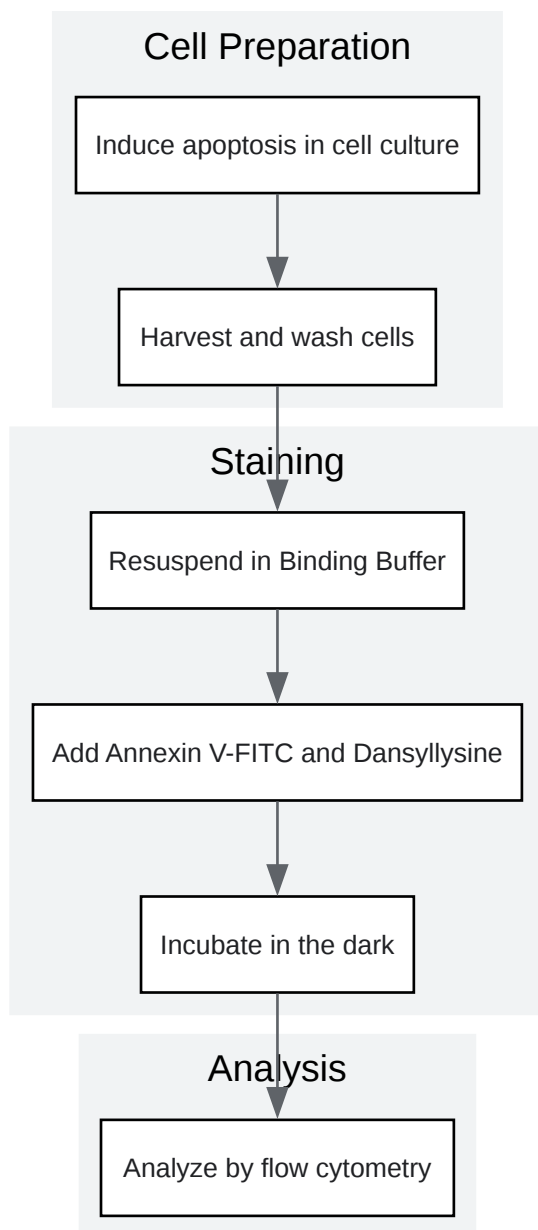 Cell Preparation
Induce apoptosis in cell culture
Harvest and wash cells
Staining
Resuspend in Binding Buffer
Add Annexin V-FITC and Dansyllysine
Incubate in the dark
Analysis
Analyze by flow cytometry